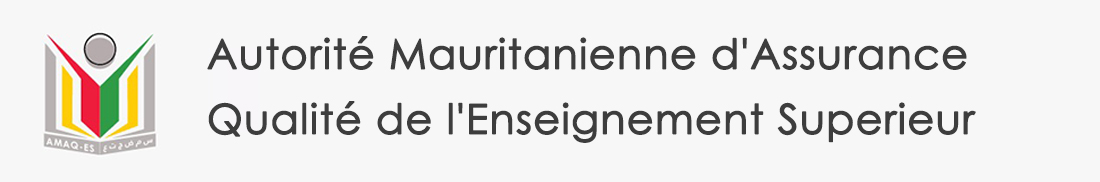 Autorité Mauritanienne d'Assurance
Qualité de l'Enseignement Superieur
AMAQ-ES